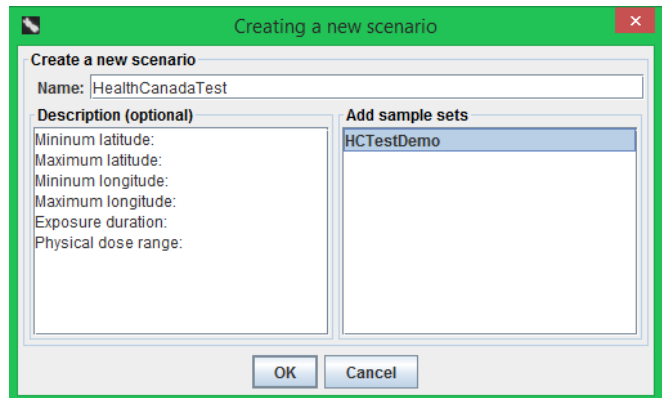 Creating a new scenario
Create a new scenario
Name: HealthCanadaTest
Description (optional)
Mininum latitude:
Maximum latitude:
Mininum longitude:
Maximum longitude:
Exposure duration:
Physical dose range:
Add sample sets
HCTestDemo
OK
Cancel